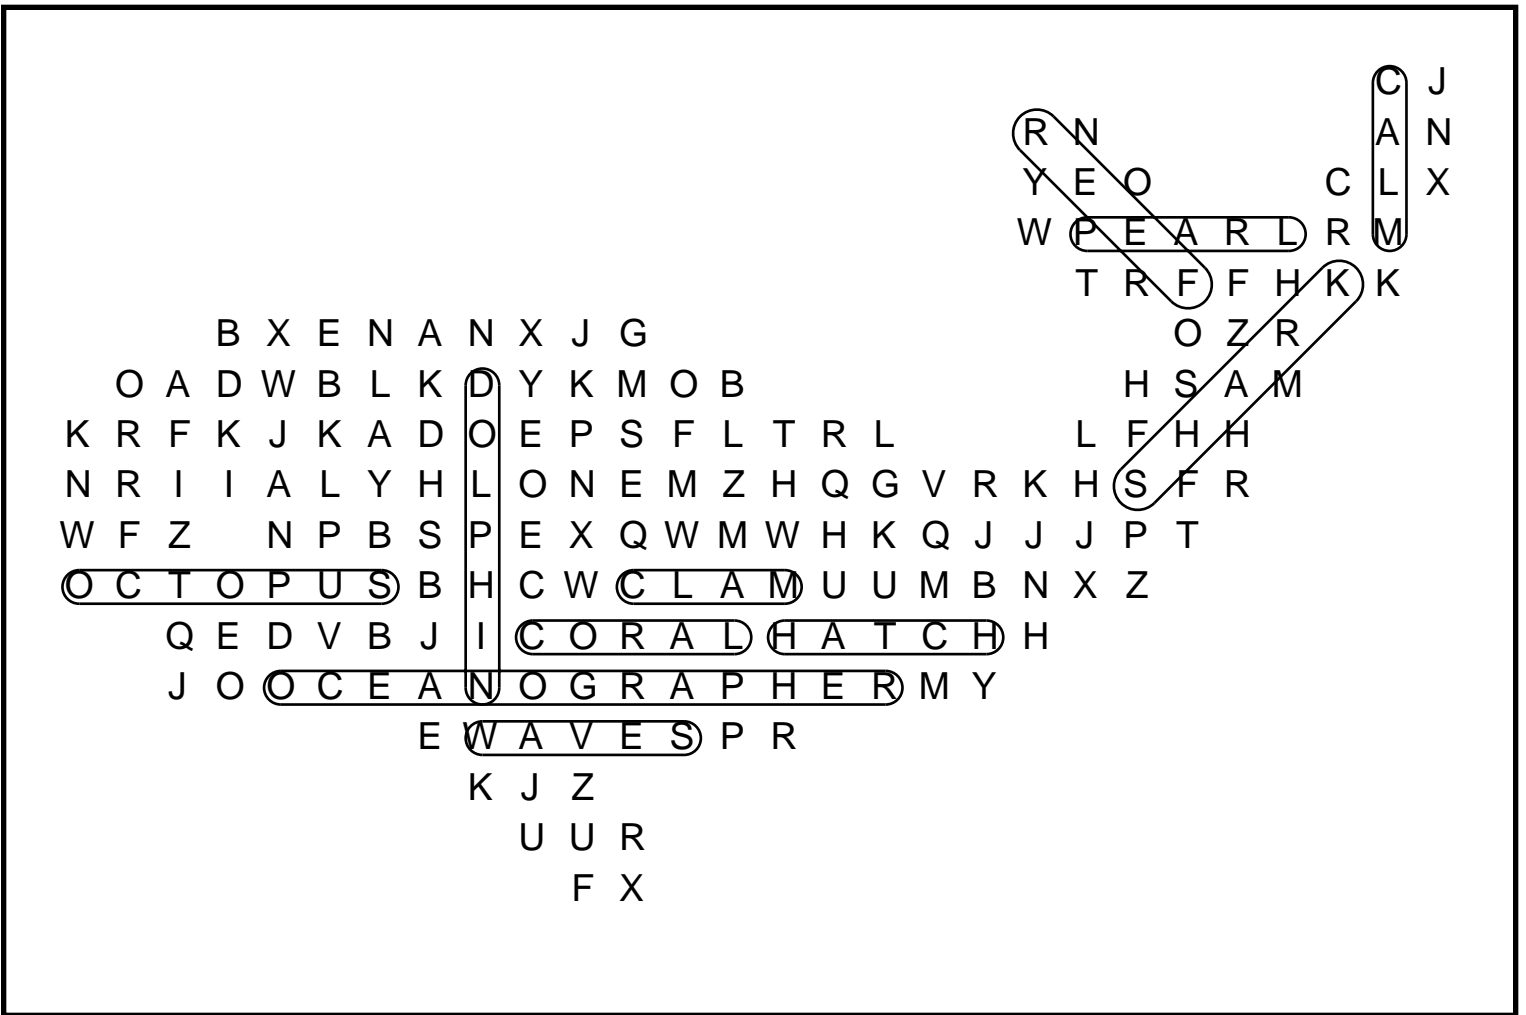 C J
R N A N
Y E O C L X
W P E A R L R M
T R F F H K K
B X E N A N X J G O Z R
O A D W B L K D Y K M O B H S A M
K R F K J K A D O E P S F L T R L L F H H
N R I I A L Y H L O N E M Z H Q G V R K H S F R
W F Z N P B S P E X Q W M W H K Q J J J P T
O C T O P U S B H C W C L A M U U M B N X Z
Q E D V B J I C O R A L H A T C H H
J O O C E A N O G R A P H E R M Y
E W A V E S P R
K J Z
U U R
F X